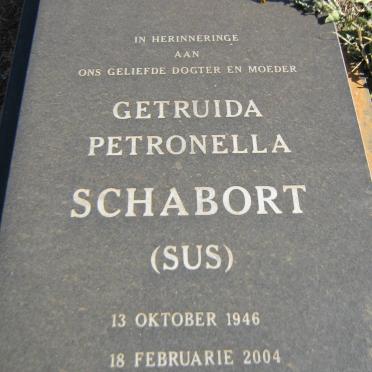 IN HERINNERINGE
AAN
ONS GELIEFDE DOGTER EN MOEDER
GETRUIDA
PETRONELLA
SCHABORT
(SUS)
13 OKTOBER 1946
18 FEBRUARIE 2004